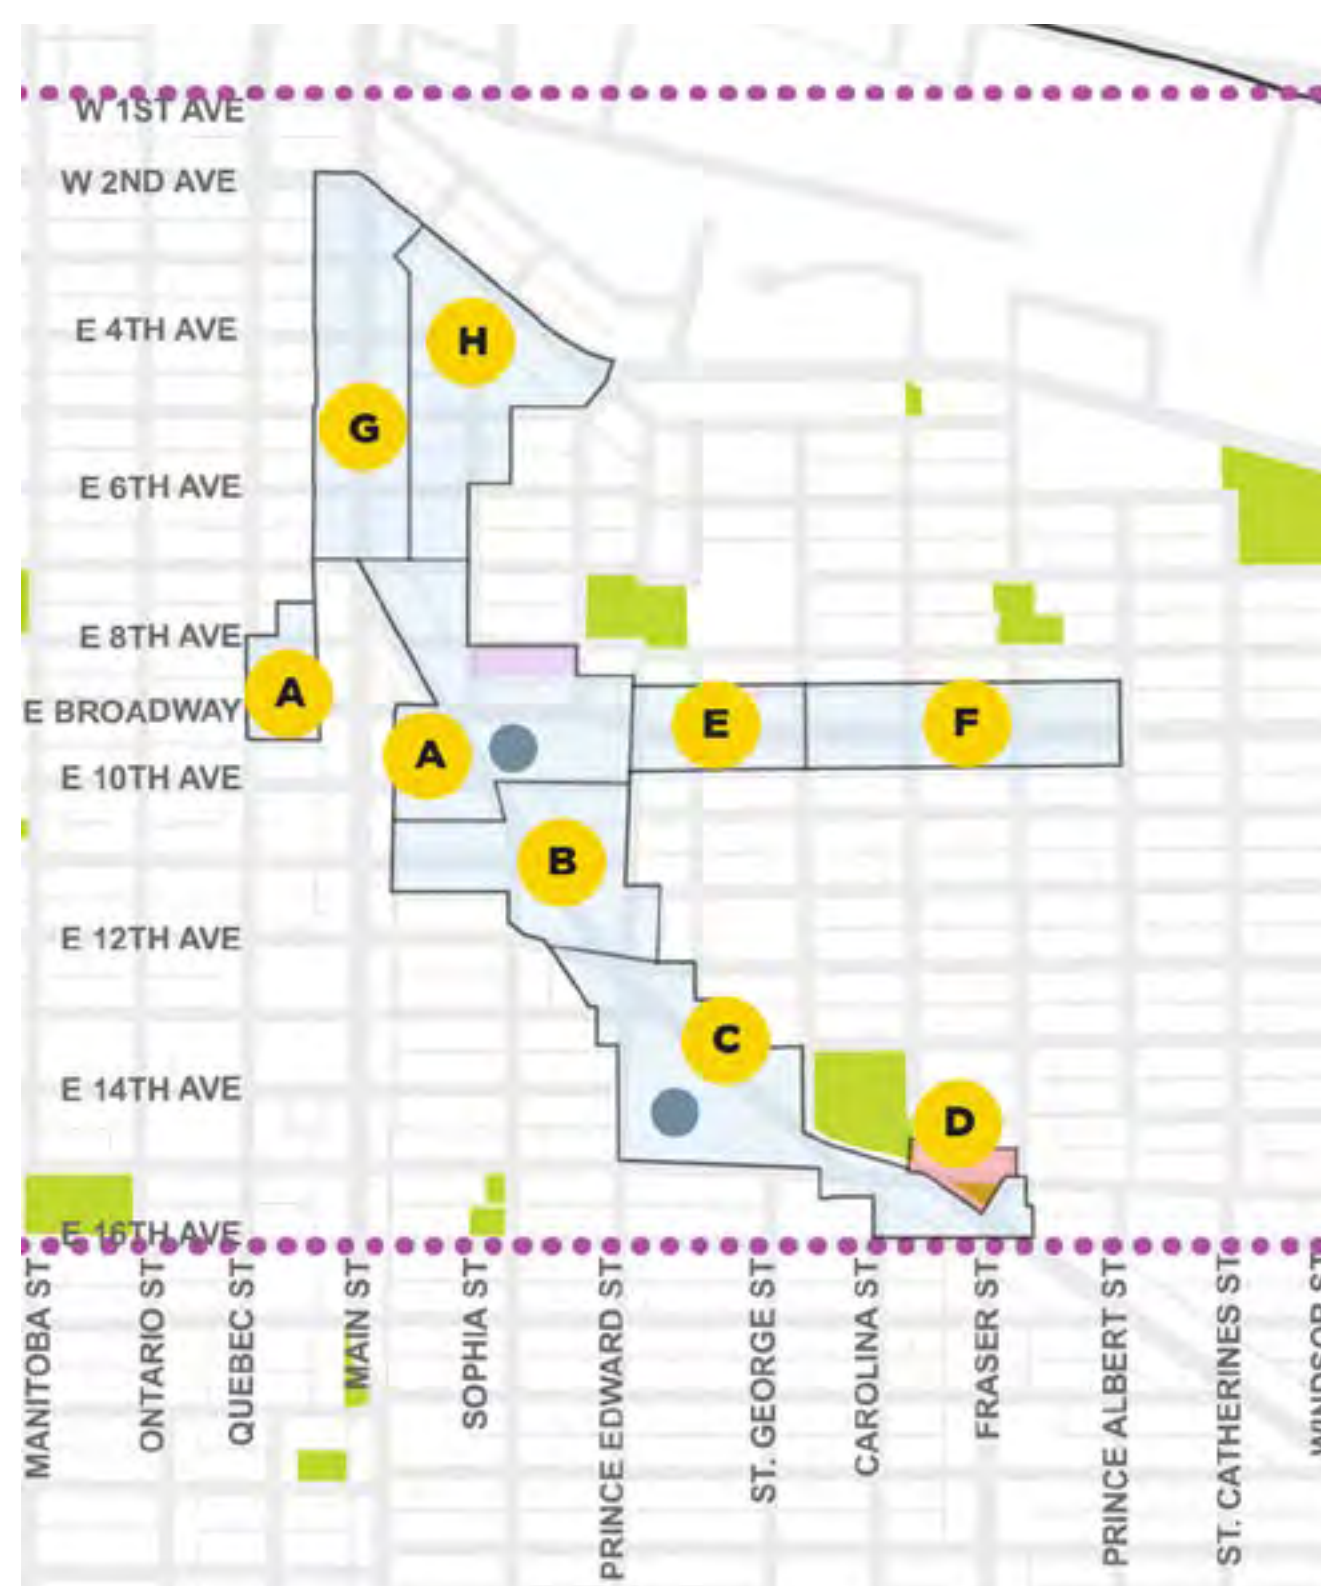 W 1ST AVE
W 2ND AVE
E 4TH AVE
H
G
E 6TH AVE
E 8TH AVE
A
E BROADWAY
E
F
A
E 10TH AVE
B
E 12TH AVE
C
E 14TH AVE
D
E 16TH AVE
MANITOBA ST
ONTARIO ST
QUEBEC ST
MAIN ST
SOPHIA ST
PRINCE EDWARD ST
ST. GEORGE ST
CAROLINA ST
FRASER ST
PRINCE ALBERT ST
ST. CATHERINES ST
WINDSOR ST